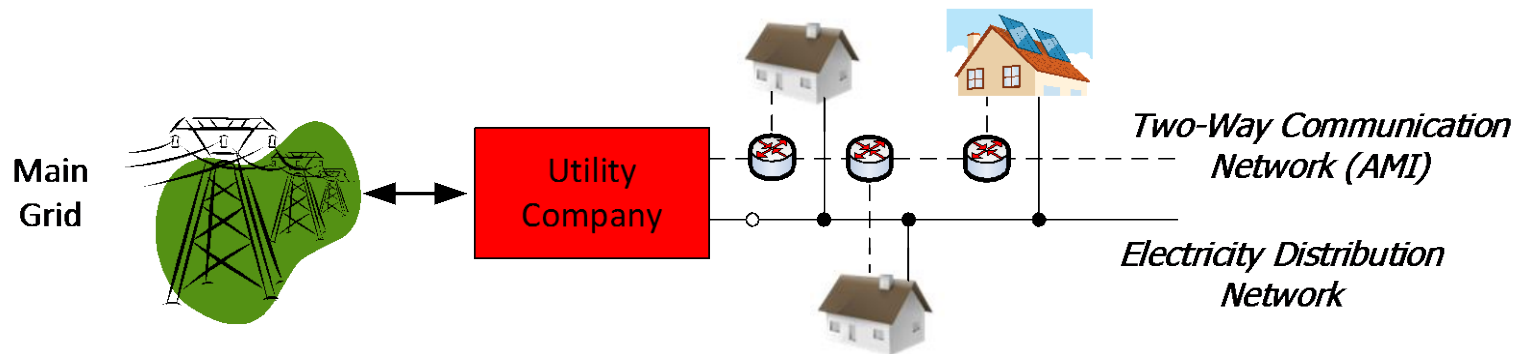 Main
Grid
Utility
Company
Two-Way Communication
Network (AMI)
Electricity Distribution
Network